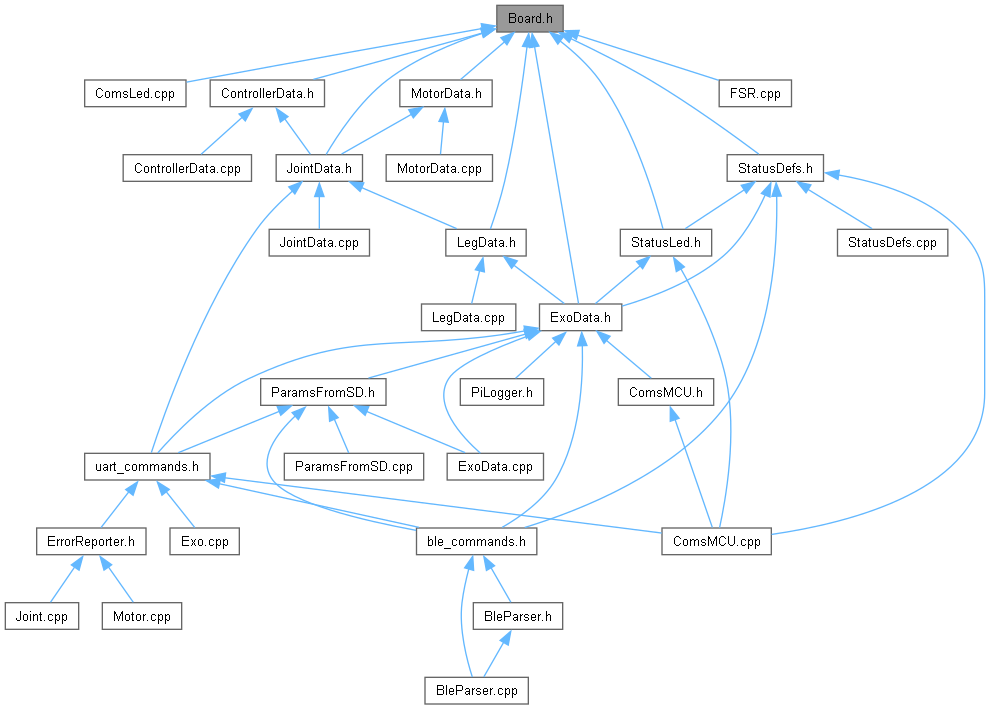 Board.h
ComsLed.cpp
ControllerData.h
MotorData.h
FSR.cpp
ControllerData.cpp
JointData.h
MotorData.cpp
StatusDefs.h
JointData.cpp
LegData.h
StatusLed.h
StatusDefs.cpp
LegData.cpp
ExoData.h
ParamsFromSD.h
PiLogger.h
ComsMCU.h
uart_commands.h
ParamsFromSD.cpp
ExoData.cpp
ErrorReporter.h
Exo.cpp
ble_commands.h
ComsMCU.cpp
Joint.cpp
Motor.cpp
BleParser.h
BleParser.cpp